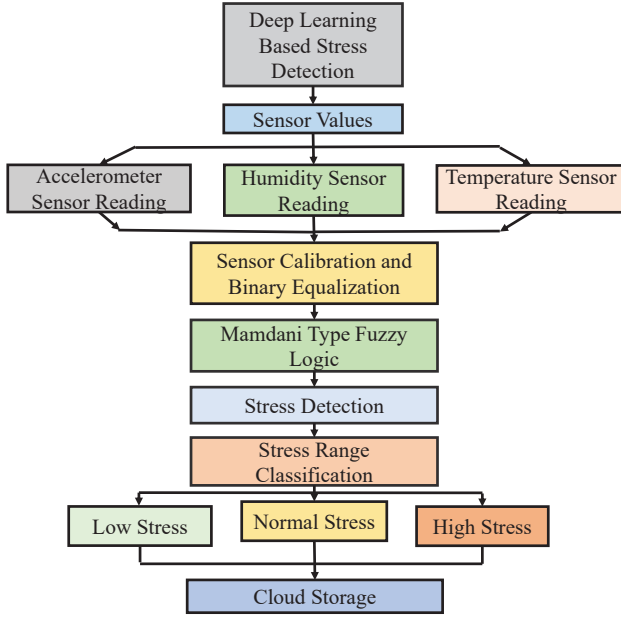 Deep Learning
Based Stress
Detection
Sensor Values
Accelerometer
Sensor Reading
Humidity Sensor
Reading
Temperature Sensor
Reading
Sensor Calibration and
Binary Equalization
Mamdani Type Fuzzy
Logic
Stress Detection
Stress Range
Classification
Low Stress
Normal Stress
High Stress
Cloud Storage